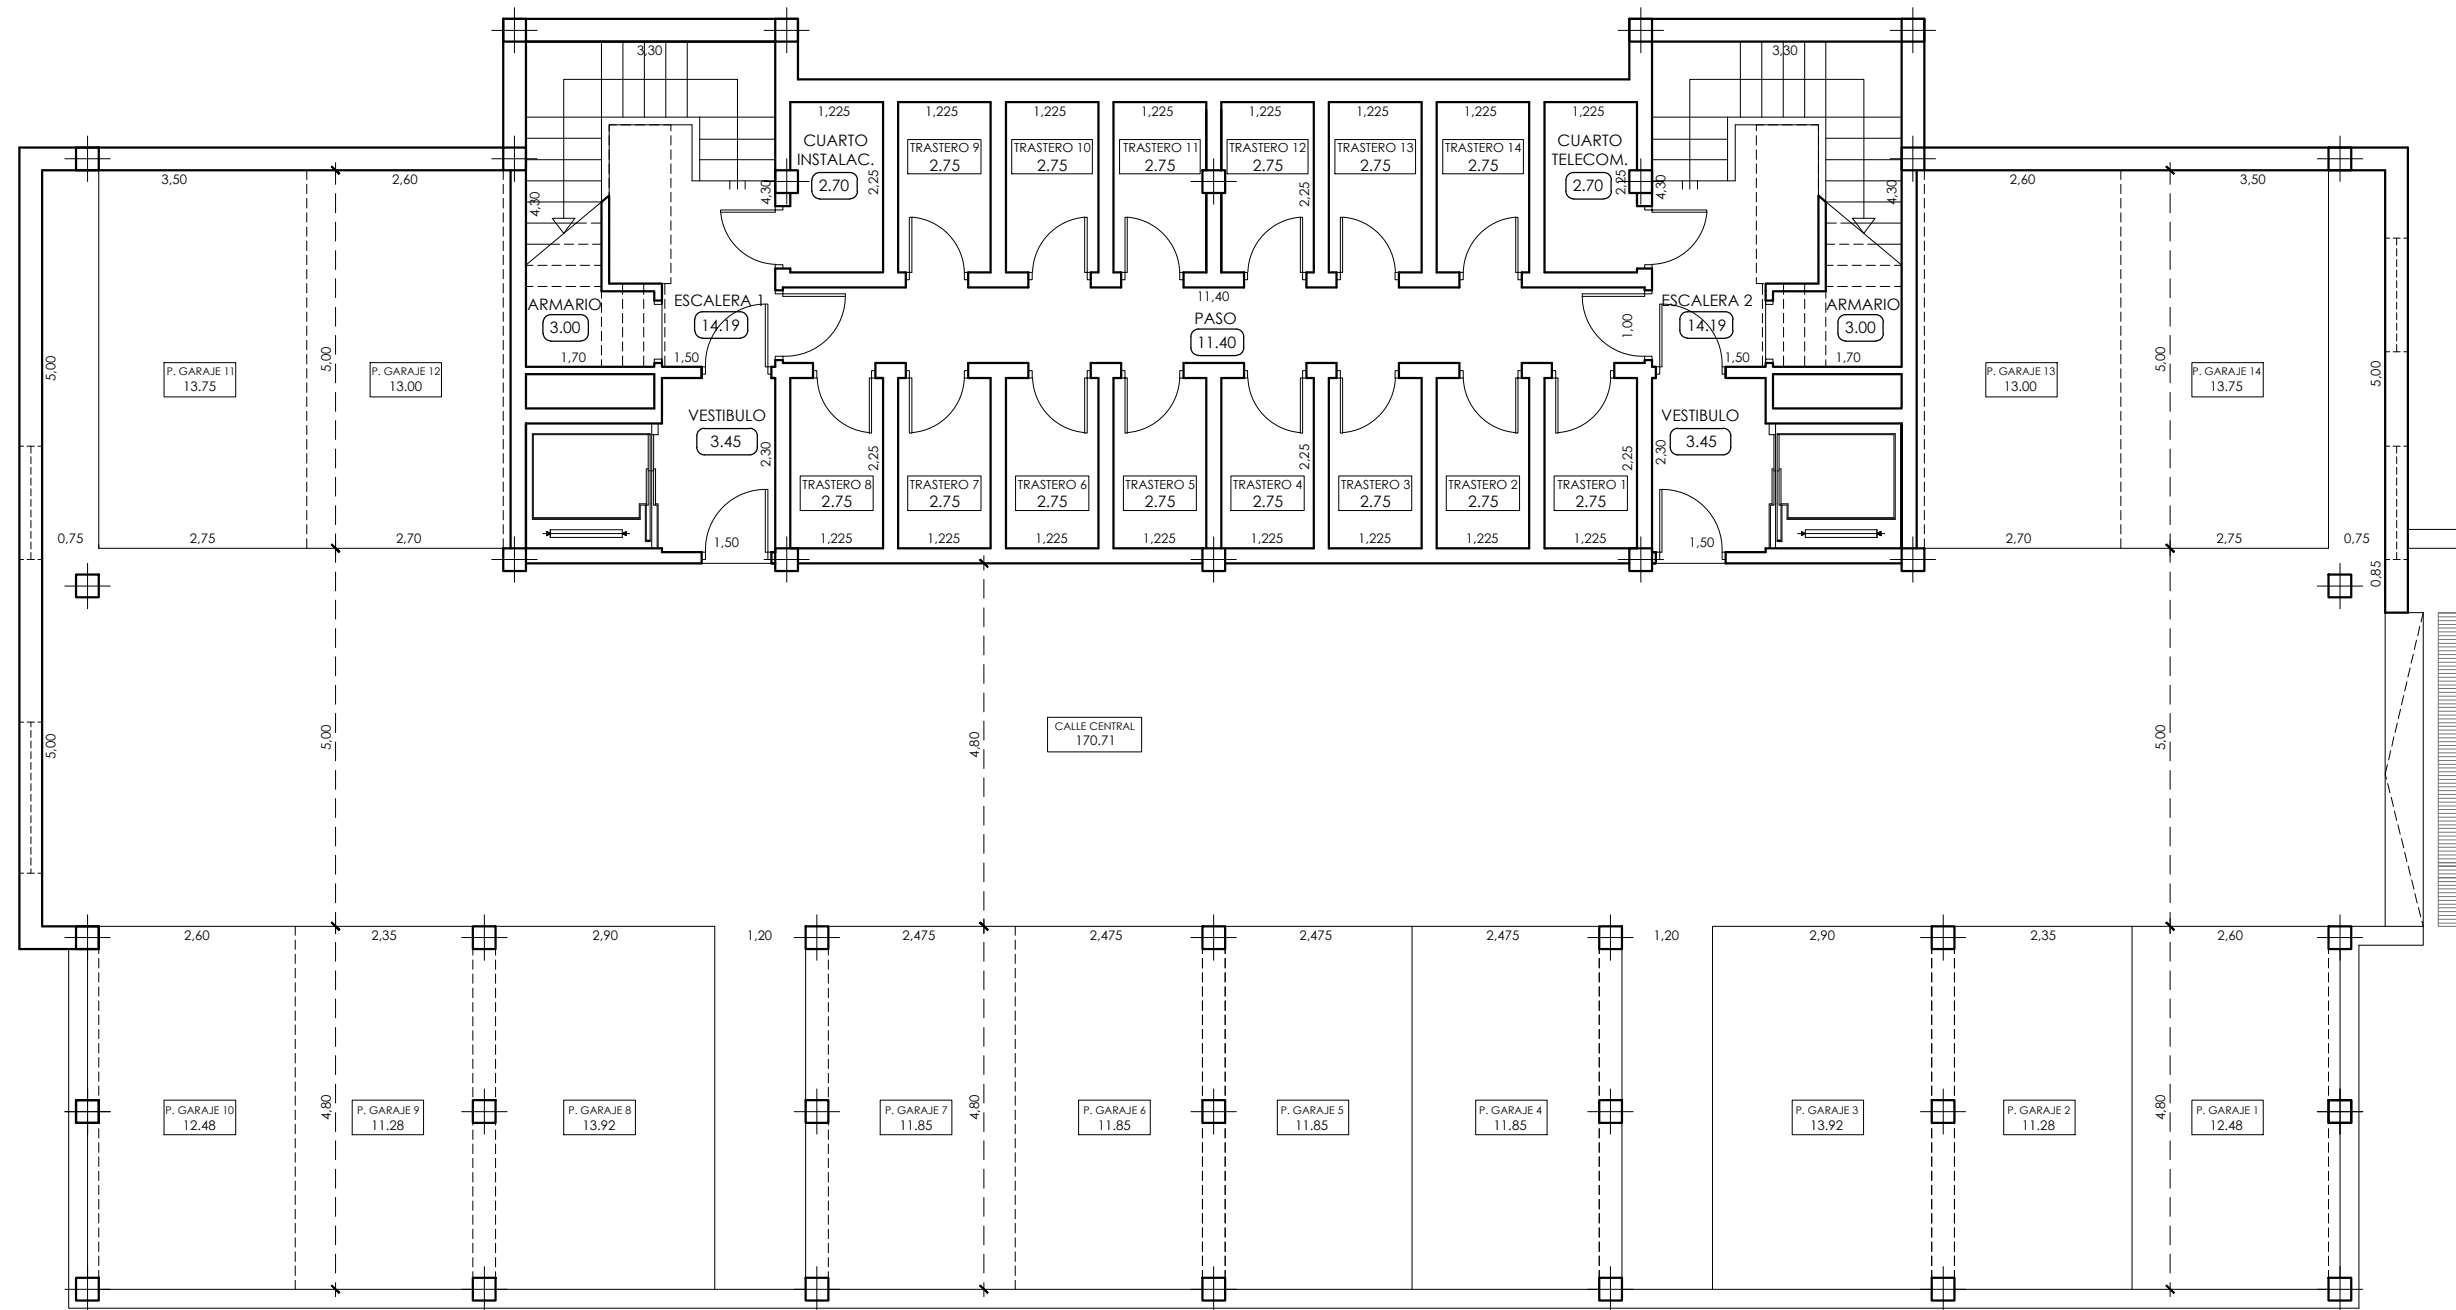 3,30
3,30
1,225
1,225
1,225
1,225
1,225
1,225
1,225
1,225
CUARTO
INSTALAC.
2.70
2,25
TRASTERO 9
2.75
TRASTERO 10
2.75
TRASTERO 11
2.75
TRASTERO 12
2.75
2,25
TRASTERO 13
2.75
TRASTERO 14
2.75
CUARTO
TELECOM.
2.70
2,25
3,50
2,60
4,30
4,30
4,30
4,30
2,60
3,50
ARMARIO
3.00
1,70
ESCALERA 1
14.19
1,50
11,40
PASO
11.40
1,00
ESCALERA 2
14.19
1,50
ARMARIO
3.00
1,70
5,00
P. GARAJE 11
13.75
5,00
P. GARAJE 12
13.00
P. GARAJE 13
13.00
5,00
P. GARAJE 14
13.75
5,00
VESTIBULO
3.45
2,30
2,25
2,25
2,25
2,30
VESTIBULO
3.45
TRASTERO 8
2.75
TRASTERO 7
2.75
TRASTERO 6
2.75
TRASTERO 5
2.75
TRASTERO 4
2.75
TRASTERO 3
2.75
TRASTERO 2
2.75
TRASTERO 1
2.75
0,75
2,75
2,70
1,50
1,225
1,225
1,225
1,225
1,225
1,225
1,225
1,225
1,50
2,70
2,75
0,75
0,85
5,00
5,00
4,80
CALLE CENTRAL
170.71
5,00
2,60
2,35
2,90
1,20
2,475
2,475
2,475
2,475
1,20
2,90
2,35
2,60
P. GARAJE 10
12.48
4,80
P. GARAJE 9
11.28
P. GARAJE 8
13.92
P. GARAJE 7
11.85
4,80
P. GARAJE 6
11.85
P. GARAJE 5
11.85
P. GARAJE 4
11.85
P. GARAJE 3
13.92
P. GARAJE 2
11.28
4,80
P. GARAJE 1
12.48